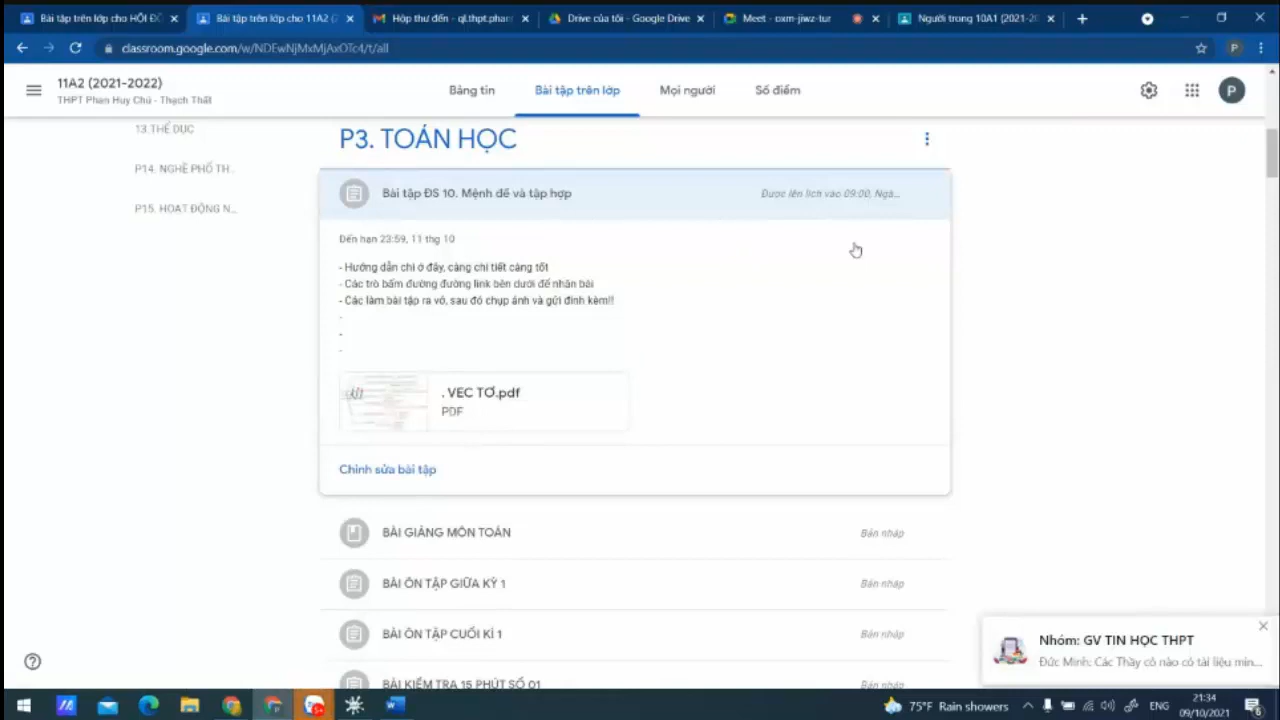 Bài tập trên lớp cho HỘI ĐỒ
Bài tập trên lớp cho 11A2 (2
Hộp thư đến - ql.thpt.phan
Drive của tôi - Google Drive
Meet - oxm-jiwz-tur
Người trong 10A1 (2021-20
classroom.google.com/w/NDEwNjMxMjAxOTc4/t/all
P
11A2 (2021-2022)
THPT Phan Huy Chú - Thạch Thất
Bảng tin
Bài tập trên lớp
Mọi người
Số điểm
P
13.THỂ DỤC
P14. NGHỀ PHỔ TH...
P15. HOẠT ĐỘNG N...
P3. TOÁN HỌC
Bài tập ĐS 10. Mệnh đề và tập hợp
Được lên lịch vào 09:00, Ngà...
Đến hạn 23:59, 11 thg 10
- Hướng dẫn chi ở đây, càng chi tiết càng tốt
- Các trò bấm đường đường link bên dưới để nhận bài
- Các làm bài tập ra vở, sau đó chụp ảnh và gửi đính kèm!!
-
-
-
. VEC TƠ.pdf
PDF
Chỉnh sửa bài tập
BÀI GIẢNG MÔN TOÁN
Bản nháp
BÀI ÔN TẬP GIỮA KỲ 1
Bản nháp
BÀI ÔN TẬP CUỐI KÌ 1
Bản nháp
BÀI KIỂM TRA 15 PHÚT SỐ 01
Bản nháp
Nhóm: GV TIN HỌC THPT
Đức Minh: Các Thầy cô nào có tài liệu min...
75°F Rain showers
ENG
21:34
09/10/2021